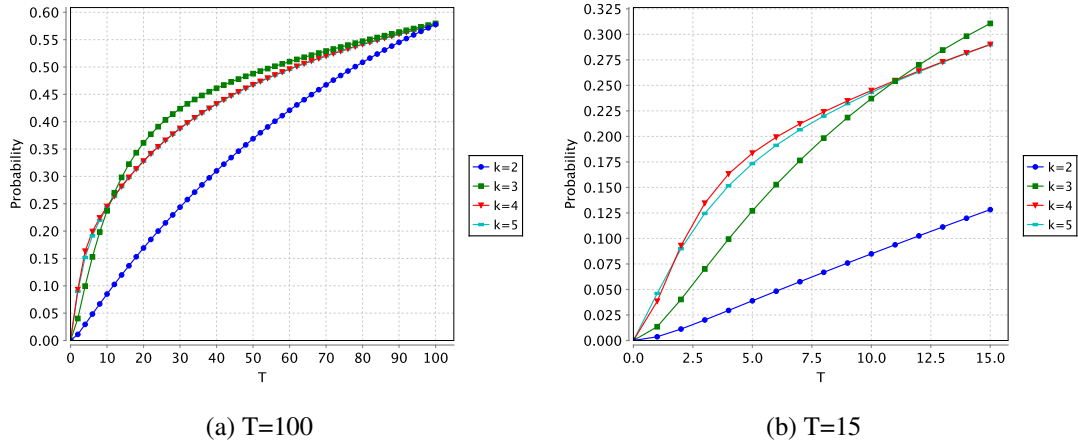 0.60
0.55
0.50
0.45
0.40
0.35
0.30
0.25
0.20
0.15
0.10
0.05
0.00
Probability
0 10 20 30 40 50 60 70 80 90 100
T
k=2
k=3
k=4
k=5
(a) T=100
0.325
0.300
0.275
0.250
0.225
0.200
0.175
0.150
0.125
0.100
0.075
0.050
0.025
0.000
Probability
0.0 2.5 5.0 7.5 10.0 12.5 15.0
T
k=2
k=3
k=4
k=5
(b) T=15